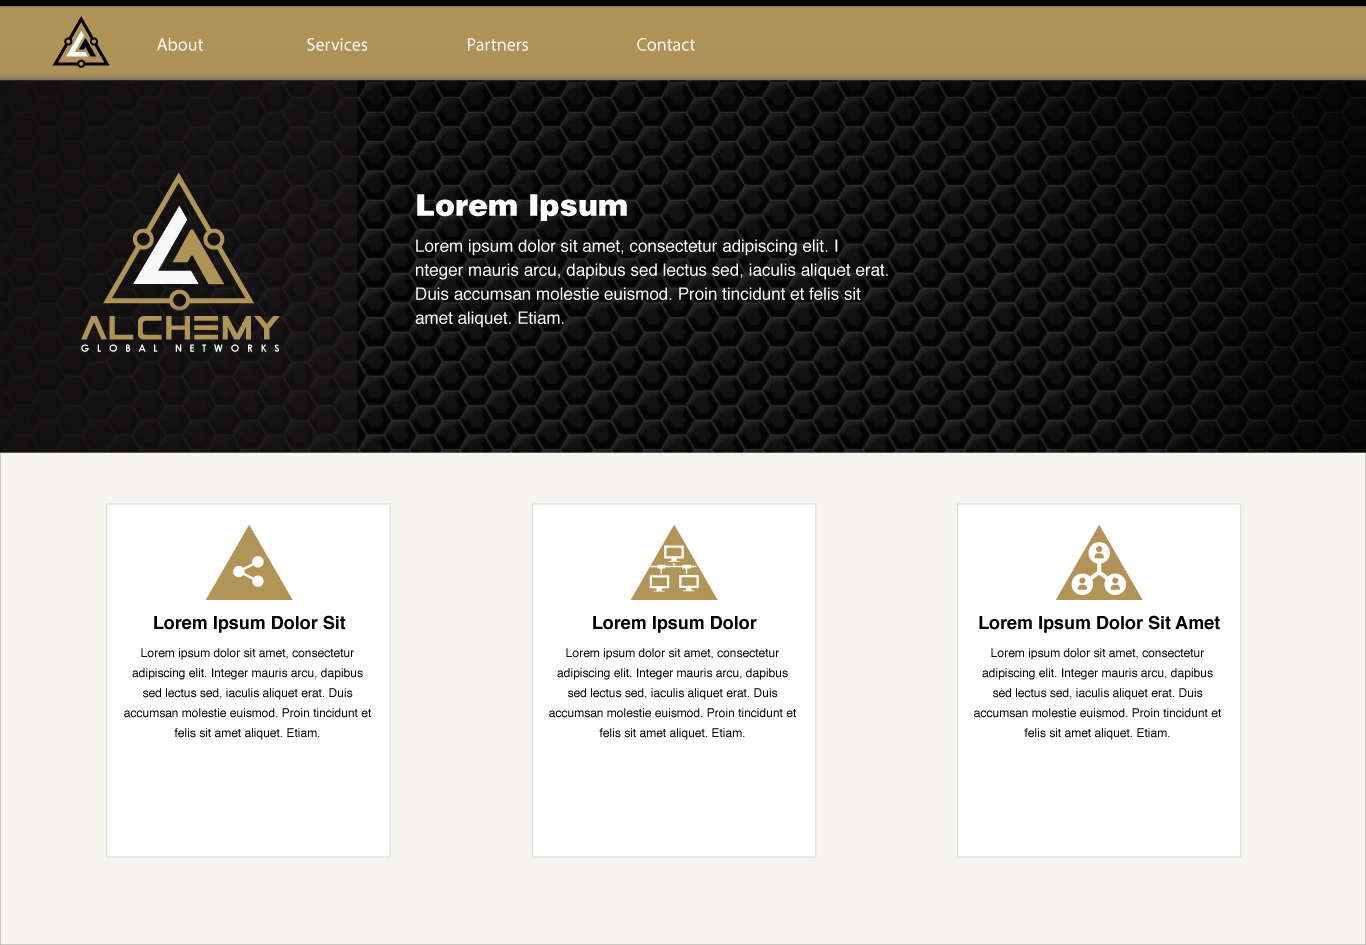 About
Services
Partners
Contact
ALCHEMY
GLOBAL NETWORKS
Lorem Ipsum
Lorem ipsum dolor sit amet, consectetur adipiscing elit. I
nteger mauris arcu, dapibus sed lectus sed, iaculis aliquet erat.
Duis accumsan molestie euismod. Proin tincidunt et felis sit
amet aliquet. Etiam.
Lorem Ipsum Dolor Sit
Lorem ipsum dolor sit amet, consectetur
adipiscing elit. Integer mauris arcu, dapibus
sed lectus sed, iaculis aliquet erat. Duis
accumsan molestie euismod. Proin tincidunt et
felis sit amet aliquet. Etiam.
Lorem Ipsum Dolor
Lorem ipsum dolor sit amet, consectetur
adipiscing elit. Integer mauris arcu, dapibus
sed lectus sed, iaculis aliquet erat. Duis
accumsan molestie euismod. Proin tincidunt et
felis sit amet aliquet. Etiam.
Lorem Ipsum Dolor Sit Amet
Lorem ipsum dolor sit amet, consectetur
adipiscing elit. Integer mauris arcu, dapibus
sed lectus sed, iaculis aliquet erat. Duis
accumsan molestie euismod. Proin tincidunt et
felis sit amet aliquet. Etiam.